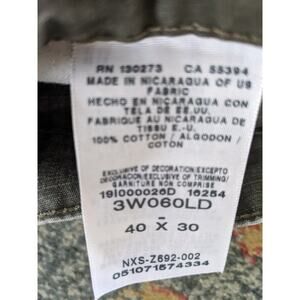 RN 130273 CA 55394
MADE IN NICARAGUA OF US
FABRIC
HECHO EN NICARAGUA CON
TELA DE EE.UU.
FABRIQUE AU NICARAGUA DE
TISSU E.-U.
100% COTTON / ALGODON /
COTON
EXCLUSIVE OF DECORATION/EXCEPTO
DECORACION/EXCLUSIVE OF TRIMMING/
GARNITURE NON COMPRISE
19I000026D 16254
3W060LD
-
40 X 30
NXS-Z692-002
051071574334